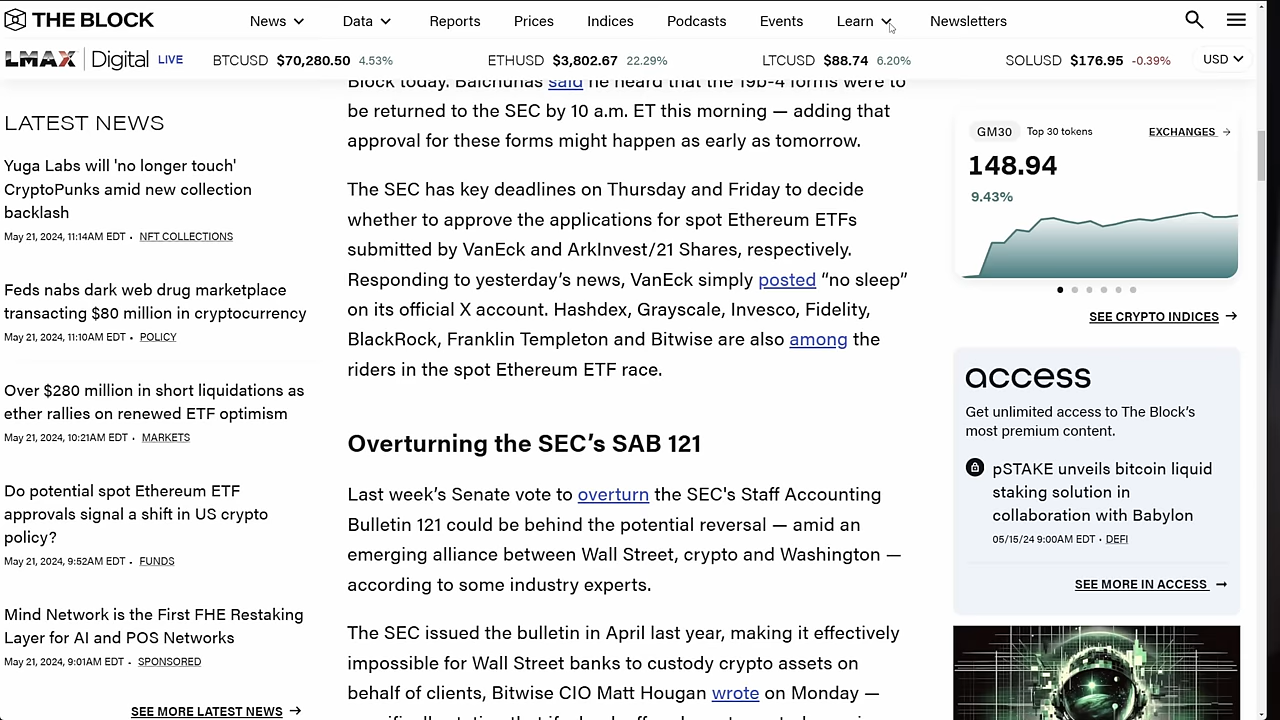 THE BLOCK
News
Data
Reports
Prices
Indices
Podcasts
Events
Learn
Newsletters
LMAX Digital LIVE
BTCUSD $70,280.50 4.53%
ETHUSD $3,802.67 22.29%
LTCUSD $88.74 6.20%
SOLUSD $176.95 -0.39%
USD
LATEST NEWS
Yuga Labs will 'no longer touch'
CryptoPunks amid new collection
backlash
May 21, 2024, 11:14AM EDT • NFT COLLECTIONS
Feds nabs dark web drug marketplace
transacting $80 million in cryptocurrency
May 21, 2024, 11:10AM EDT • POLICY
Over $280 million in short liquidations as
ether rallies on renewed ETF optimism
May 21, 2024, 10:21AM EDT • MARKETS
Do potential spot Ethereum ETF
approvals signal a shift in US crypto
policy?
May 21, 2024, 9:52AM EDT • FUNDS
Mind Network is the First FHE Restaking
Layer for AI and POS Networks
May 21, 2024, 9:01AM EDT • SPONSORED
SEE MORE LATEST NEWS →
Block today. Balchunas said he heard that the 19b-4 forms were to
be returned to the SEC by 10 a.m. ET this morning — adding that
approval for these forms might happen as early as tomorrow.
The SEC has key deadlines on Thursday and Friday to decide
whether to approve the applications for spot Ethereum ETFs
submitted by VanEck and ArkInvest/21 Shares, respectively.
Responding to yesterday’s news, VanEck simply posted “no sleep”
on its official X account. Hashdex, Grayscale, Invesco, Fidelity,
BlackRock, Franklin Templeton and Bitwise are also among the
riders in the spot Ethereum ETF race.
Overturning the SEC’s SAB 121
Last week’s Senate vote to overturn the SEC's Staff Accounting
Bulletin 121 could be behind the potential reversal — amid an
emerging alliance between Wall Street, crypto and Washington —
according to some industry experts.
The SEC issued the bulletin in April last year, making it effectively
impossible for Wall Street banks to custody crypto assets on
behalf of clients, Bitwise CIO Matt Hougan wrote on Monday —
GM30 Top 30 tokens EXCHANGES →
148.94
9.43%
SEE CRYPTO INDICES →
access
Get unlimited access to The Block’s
most premium content.
pSTAKE unveils bitcoin liquid
staking solution in
collaboration with Babylon
05/15/24 9:00AM EDT • DEFI
SEE MORE IN ACCESS →